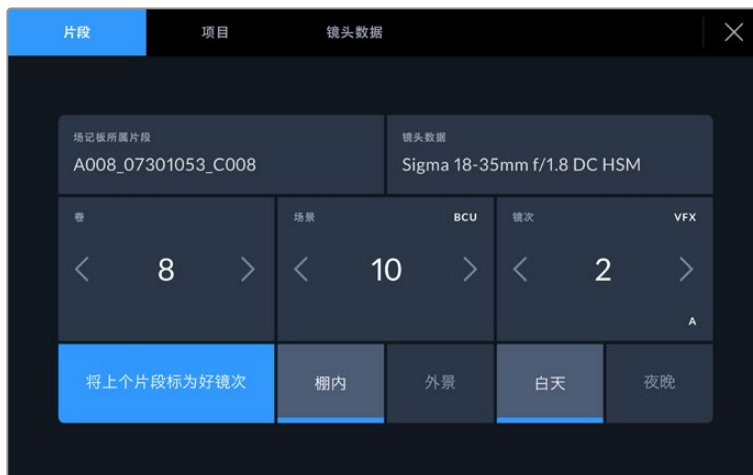 片段 项目 镜头数据
场记板所属片段 镜头数据
A008_07301053_C008 Sigma 18-35mm f/1.8 DC HSM
卷 场景 BCU 镜次 VFX
8 10 2
A
将上个片段标为好镜次 棚内 外景 白天 夜晚